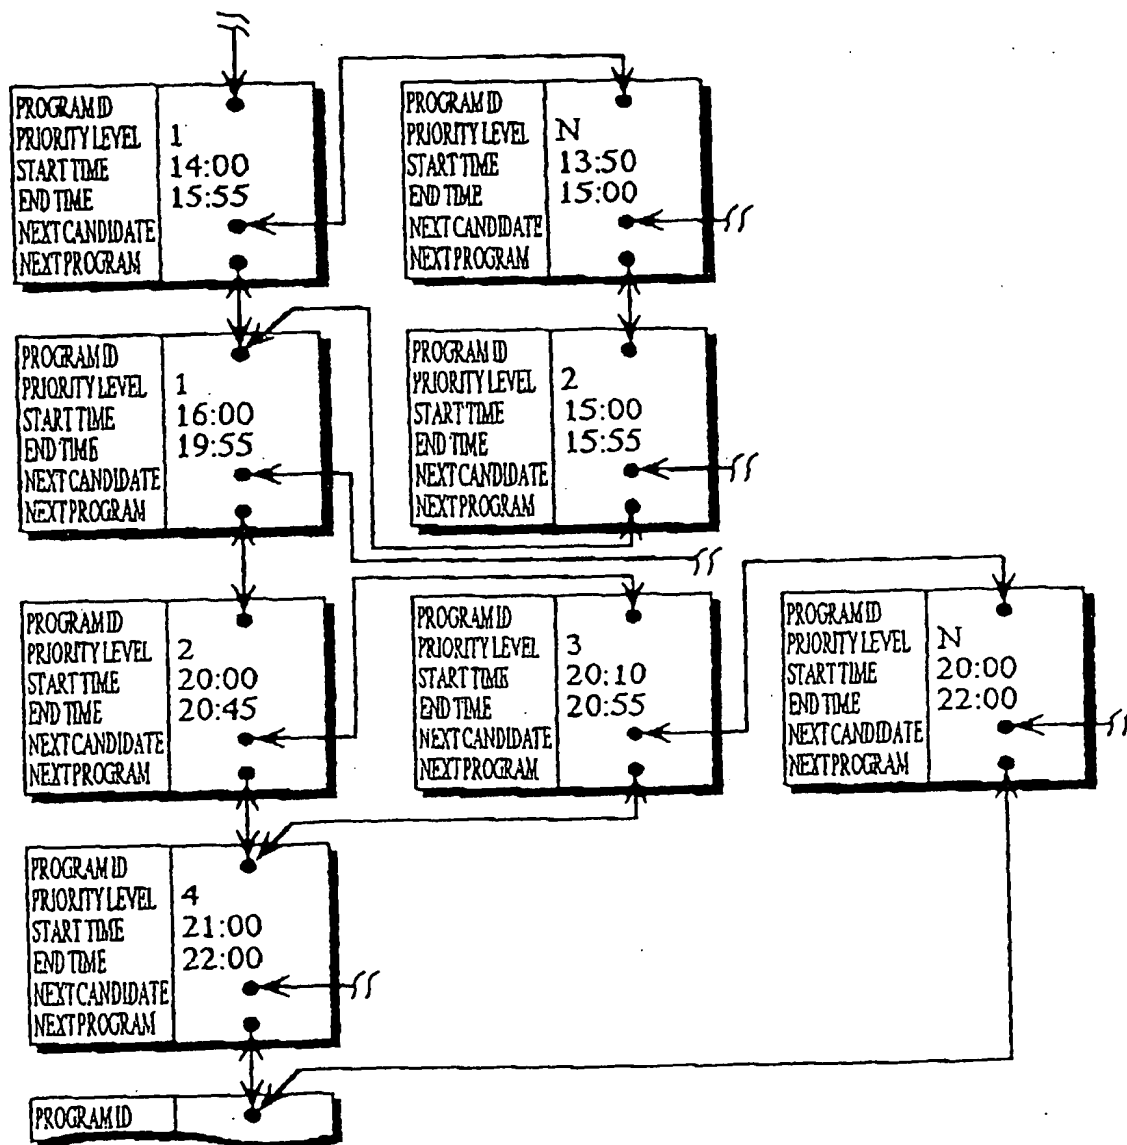 PROGRAM ID
PRIORITY LEVEL 1
START TIME 14:00
END TIME 15:55
NEXT CANDIDATE
NEXT PROGRAM
PROGRAM ID
PRIORITY LEVEL N
START TIME 13:50
END TIME 15:00
NEXT CANDIDATE
NEXT PROGRAM
PROGRAM ID
PRIORITY LEVEL 1
START TIME 16:00
END TIME 19:55
NEXT CANDIDATE
NEXT PROGRAM
PROGRAM ID
PRIORITY LEVEL 2
START TIME 15:00
END TIME 15:55
NEXT CANDIDATE
NEXT PROGRAM
PROGRAM ID
PRIORITY LEVEL 2
START TIME 20:00
END TIME 20:45
NEXT CANDIDATE
NEXT PROGRAM
PROGRAM ID
PRIORITY LEVEL 3
START TIME 20:10
END TIME 20:55
NEXT CANDIDATE
NEXT PROGRAM
PROGRAM ID
PRIORITY LEVEL N
START TIME 20:00
END TIME 22:00
NEXT CANDIDATE
NEXT PROGRAM
PROGRAM ID
PRIORITY LEVEL 4
START TIME 21:00
END TIME 22:00
NEXT CANDIDATE
NEXT PROGRAM
PROGRAM ID